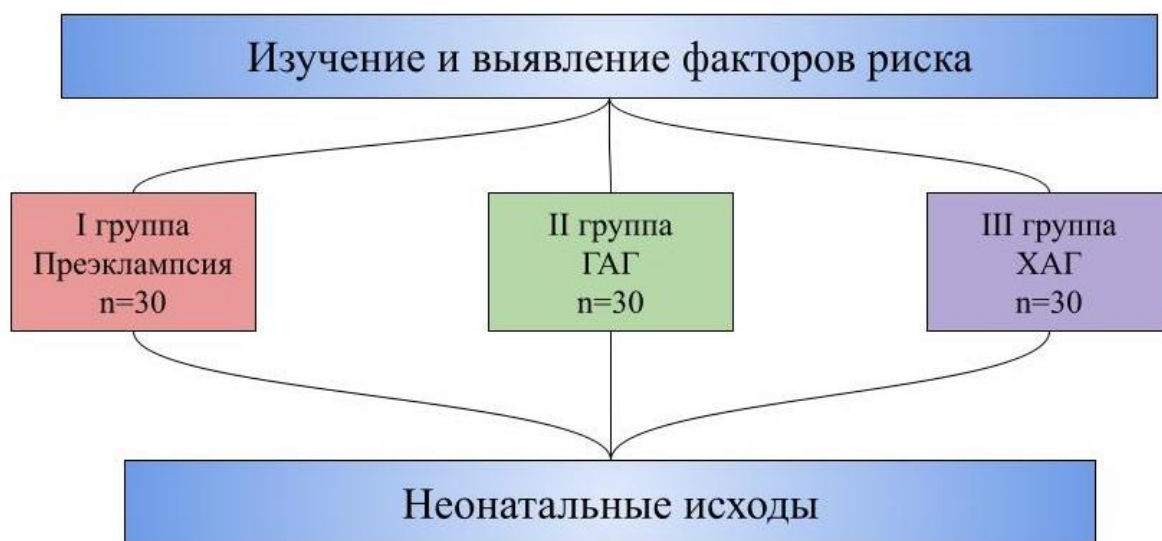 Изучение и выявление факторов риска
I группа
Преэклампсия
n=30
II группа
ГАГ
n=30
III группа
ХАГ
n=30
Неонатальные исходы